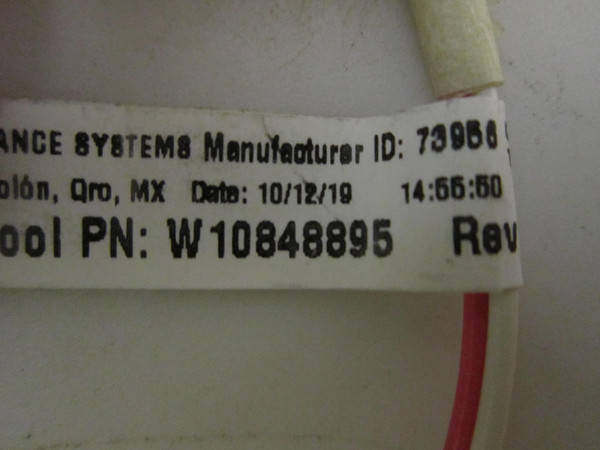 ANCE SYSTEMS Manufacturer ID: 73956
olón, Qro, MX Date: 10/12/19 14:55:50
ool PN: W10848895 Rev